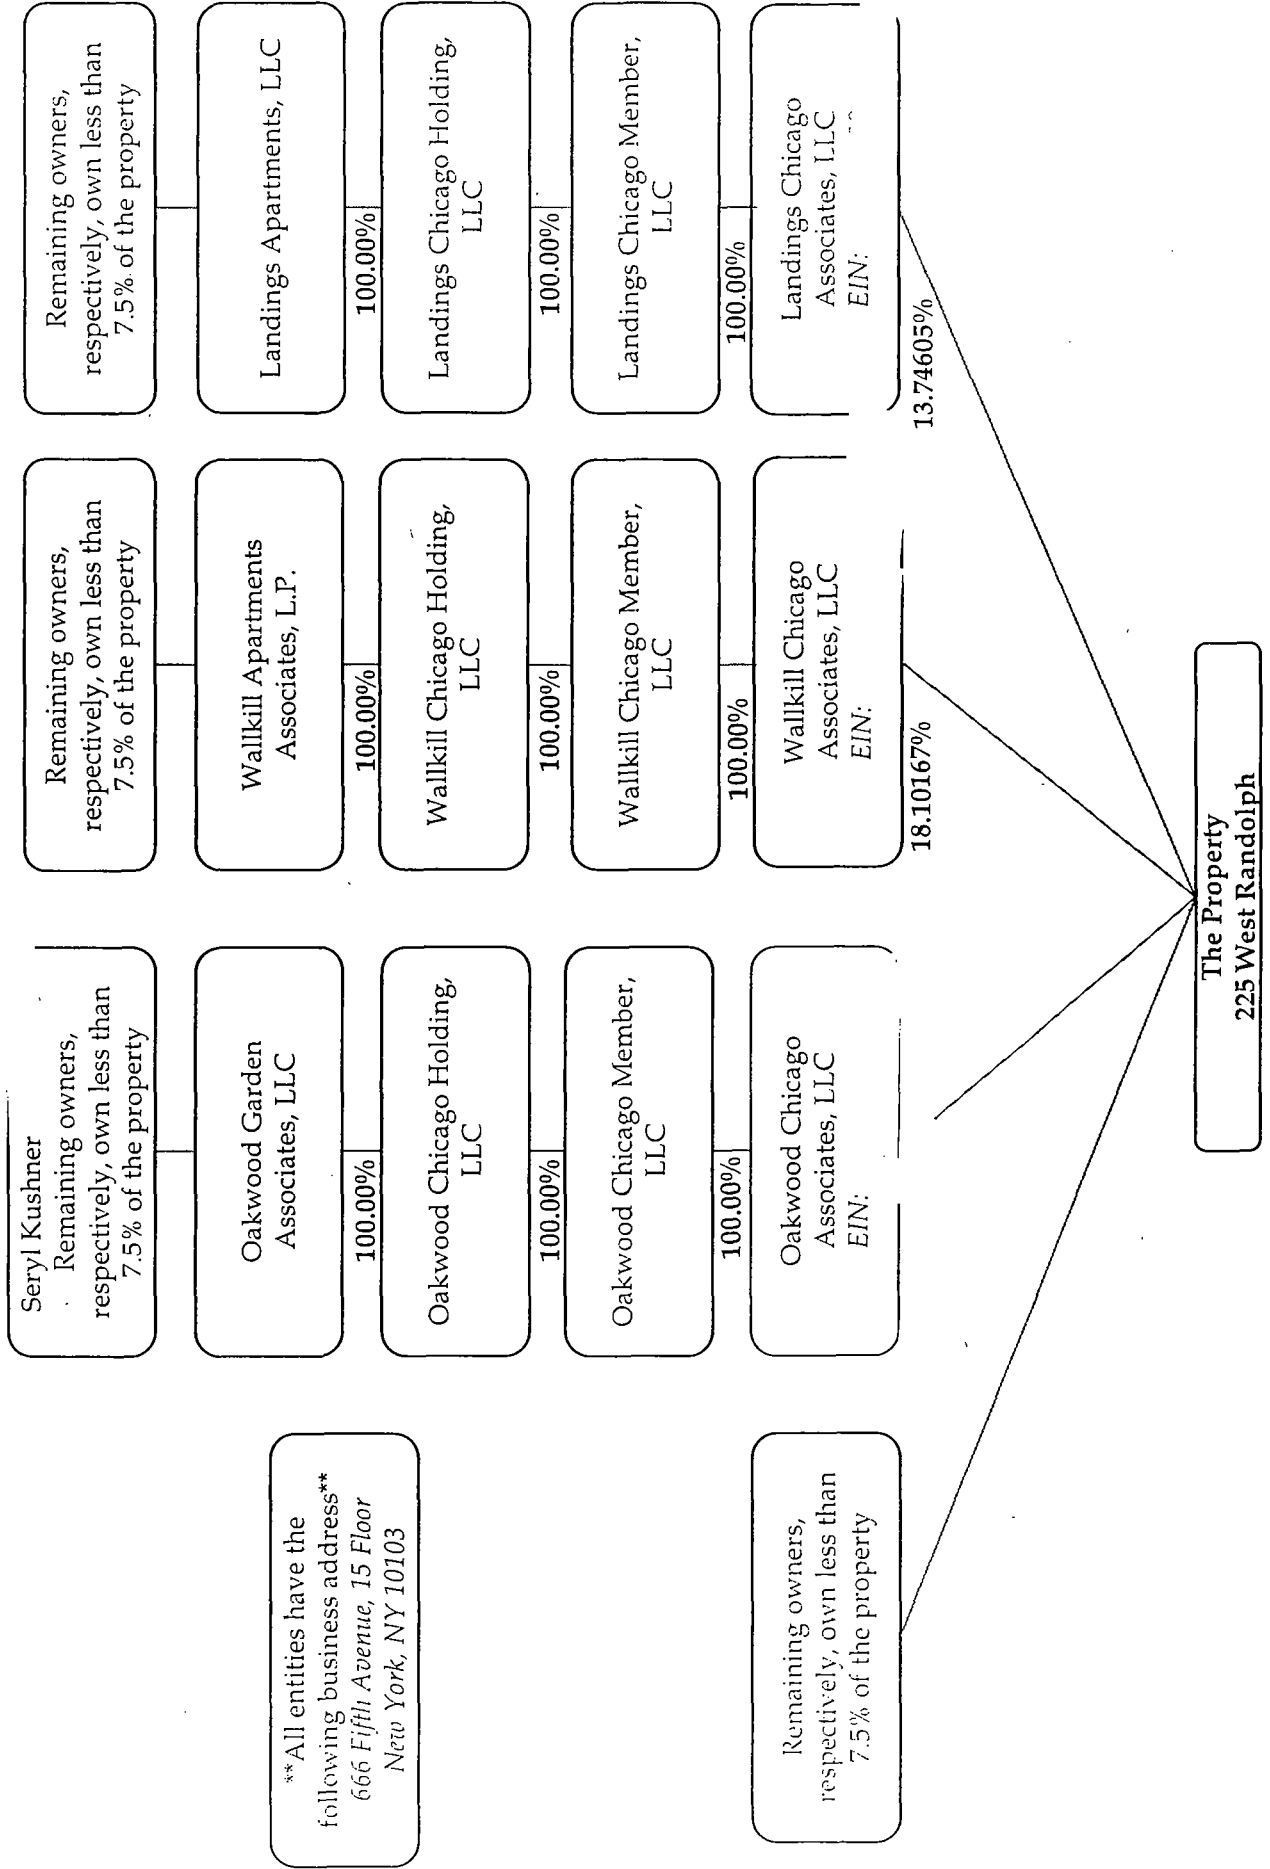 Seryl Kushner
Remaining owners,
respectively, own less than
7.5% of the property
Oakwood Garden
Associates, LLC
100.00%
Oakwood Chicago Holding,
LLC
100.00%
Oakwood Chicago Member,
LLC
100.00%
Oakwood Chicago
Associates, LLC
EIN:
Remaining owners,
respectively, own less than
7.5% of the property
Wallkill Apartments
Associates, L.P.
100.00%
Wallkill Chicago Holding,
LLC
100.00%
Wallkill Chicago Member,
LLC
100.00%
Wallkill Chicago
Associates, LLC
EIN:
18.10167%
Remaining owners,
respectively, own less than
7.5% of the property
Landings Apartments, LLC
100.00%
Landings Chicago Holding,
LLC
100.00%
Landings Chicago Member,
LLC
100.00%
Landings Chicago
Associates, LLC
EIN:
13.74605%
**All entities have the
following business address**
666 Fifth Avenue, 15 Floor
New York, NY 10103
Remaining owners,
respectively, own less than
7.5% of the property
The Property
225 West Randolph